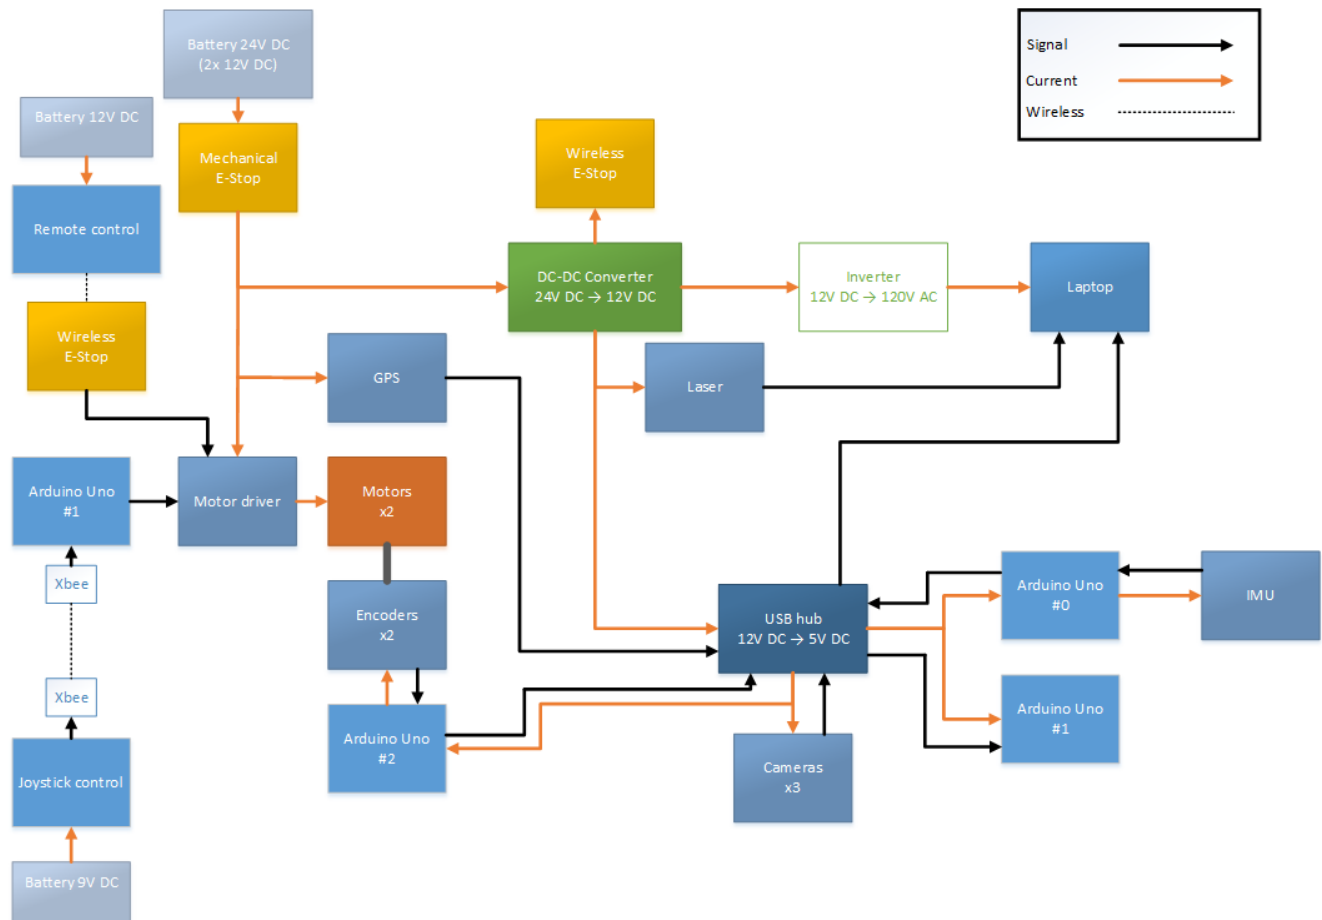 Battery 24V DC
(2x 12V DC)
Signal
Current
Wireless
Battery 12V DC
Mechanical
E-Stop
Wireless
E-Stop
Remote control
DC-DC Converter
24V DC → 12V DC
Inverter
12V DC → 120V AC
Laptop
Wireless
E-Stop
GPS
Laser
Arduino Uno
#1
Motor driver
Motors
x2
Xbee
Encoders
x2
USB hub
12V DC → 5V DC
Arduino Uno
#0
IMU
Xbee
Arduino Uno
#2
Arduino Uno
#1
Joystick control
Cameras
x3
Battery 9V DC